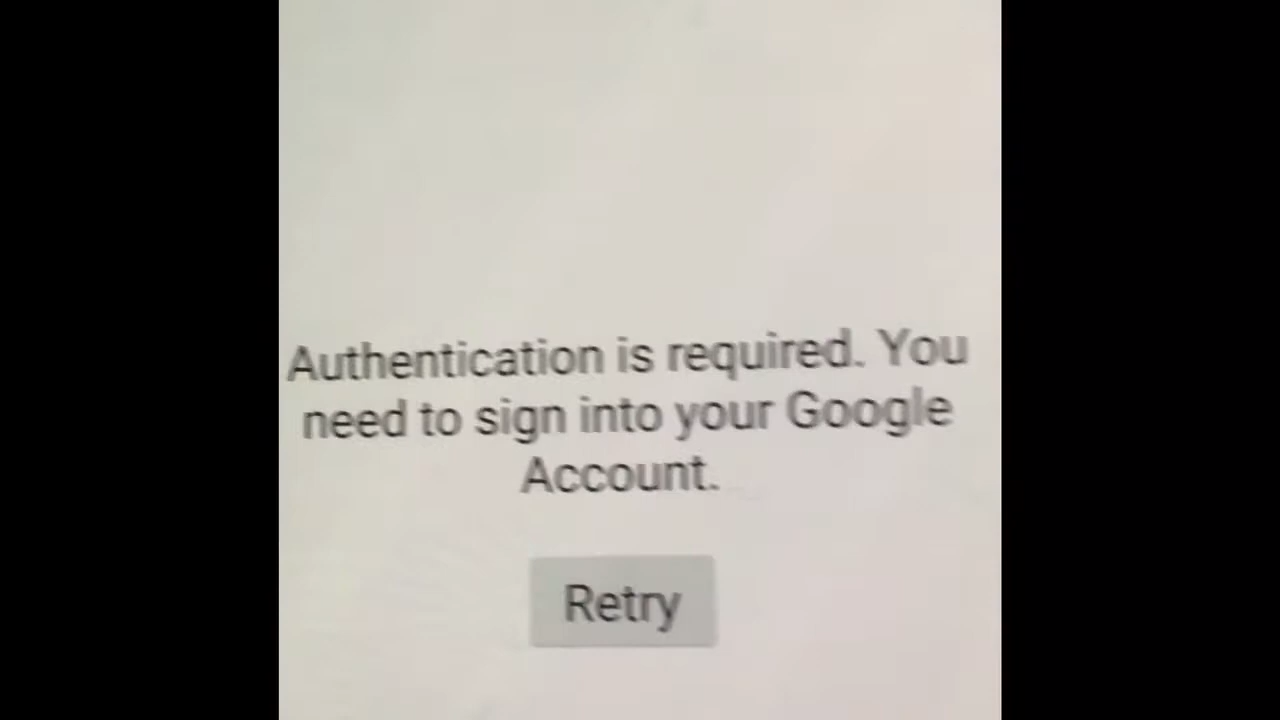 Authentication is required. You
need to sign into your Google
Account.
Retry